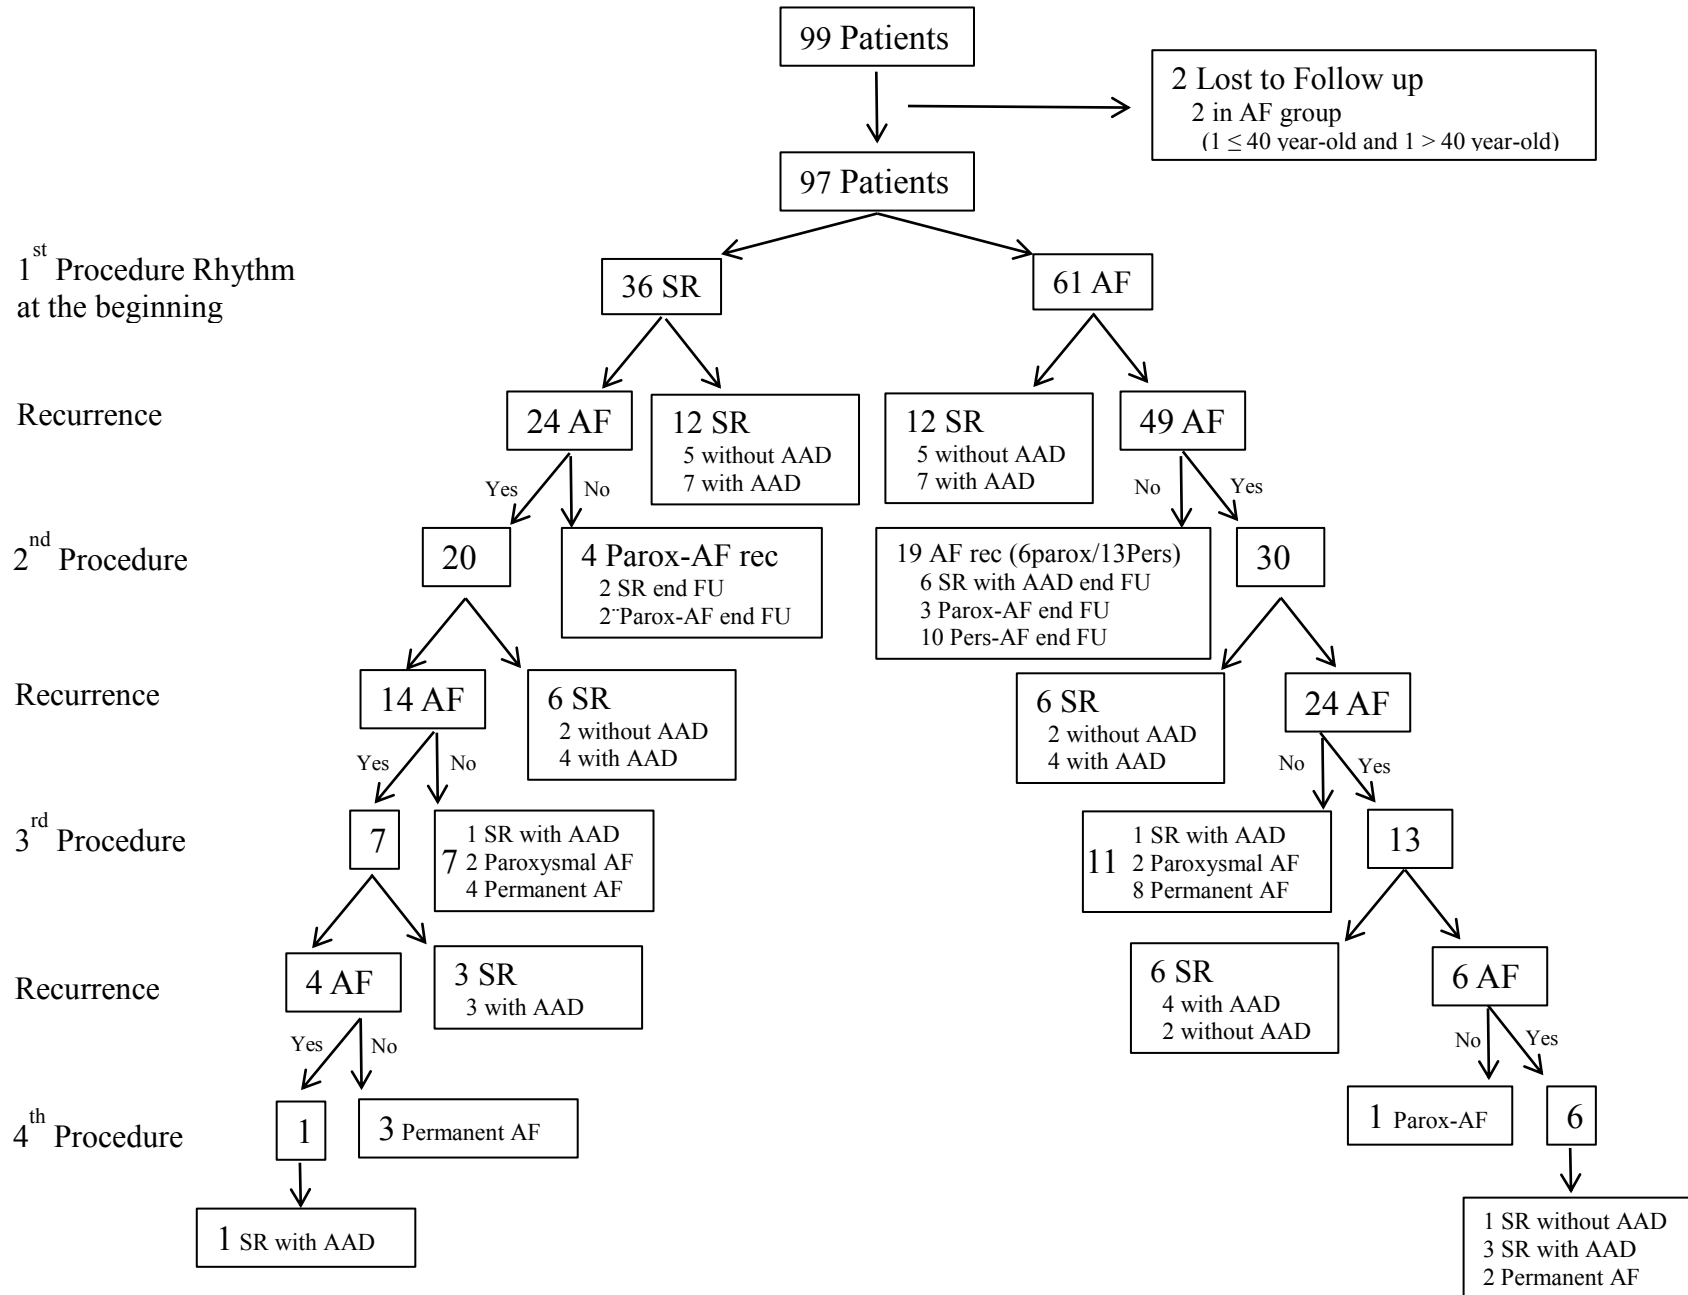 99 Patients
2 Lost to Follow up
2 in AF group
(1 ≤ 40 year-old and 1 > 40 year-old)
97 Patients
1st Procedure Rhythm
at the beginning
36 SR
61 AF
Recurrence
24 AF
12 SR
5 without AAD
7 with AAD
12 SR
5 without AAD
7 with AAD
49 AF
Yes
No
No
Yes
2nd Procedure
20
4 Parox-AF rec
2 SR end FU
2¨Parox-AF end FU
19 AF rec (6parox/13Pers)
6 SR with AAD end FU
3 Parox-AF end FU
10 Pers-AF end FU
30
Recurrence
14 AF
6 SR
2 without AAD
4 with AAD
6 SR
2 without AAD
4 with AAD
24 AF
Yes
No
No
Yes
3rd Procedure
7
7
1 SR with AAD
2 Paroxysmal AF
4 Permanent AF
11
1 SR with AAD
2 Paroxysmal AF
8 Permanent AF
13
Recurrence
4 AF
3 SR
3 with AAD
6 SR
4 with AAD
2 without AAD
6 AF
Yes
No
No
Yes
4th Procedure
1
3 Permanent AF
1 Parox-AF
6
1 SR with AAD
1 SR without AAD
3 SR with AAD
2 Permanent AF